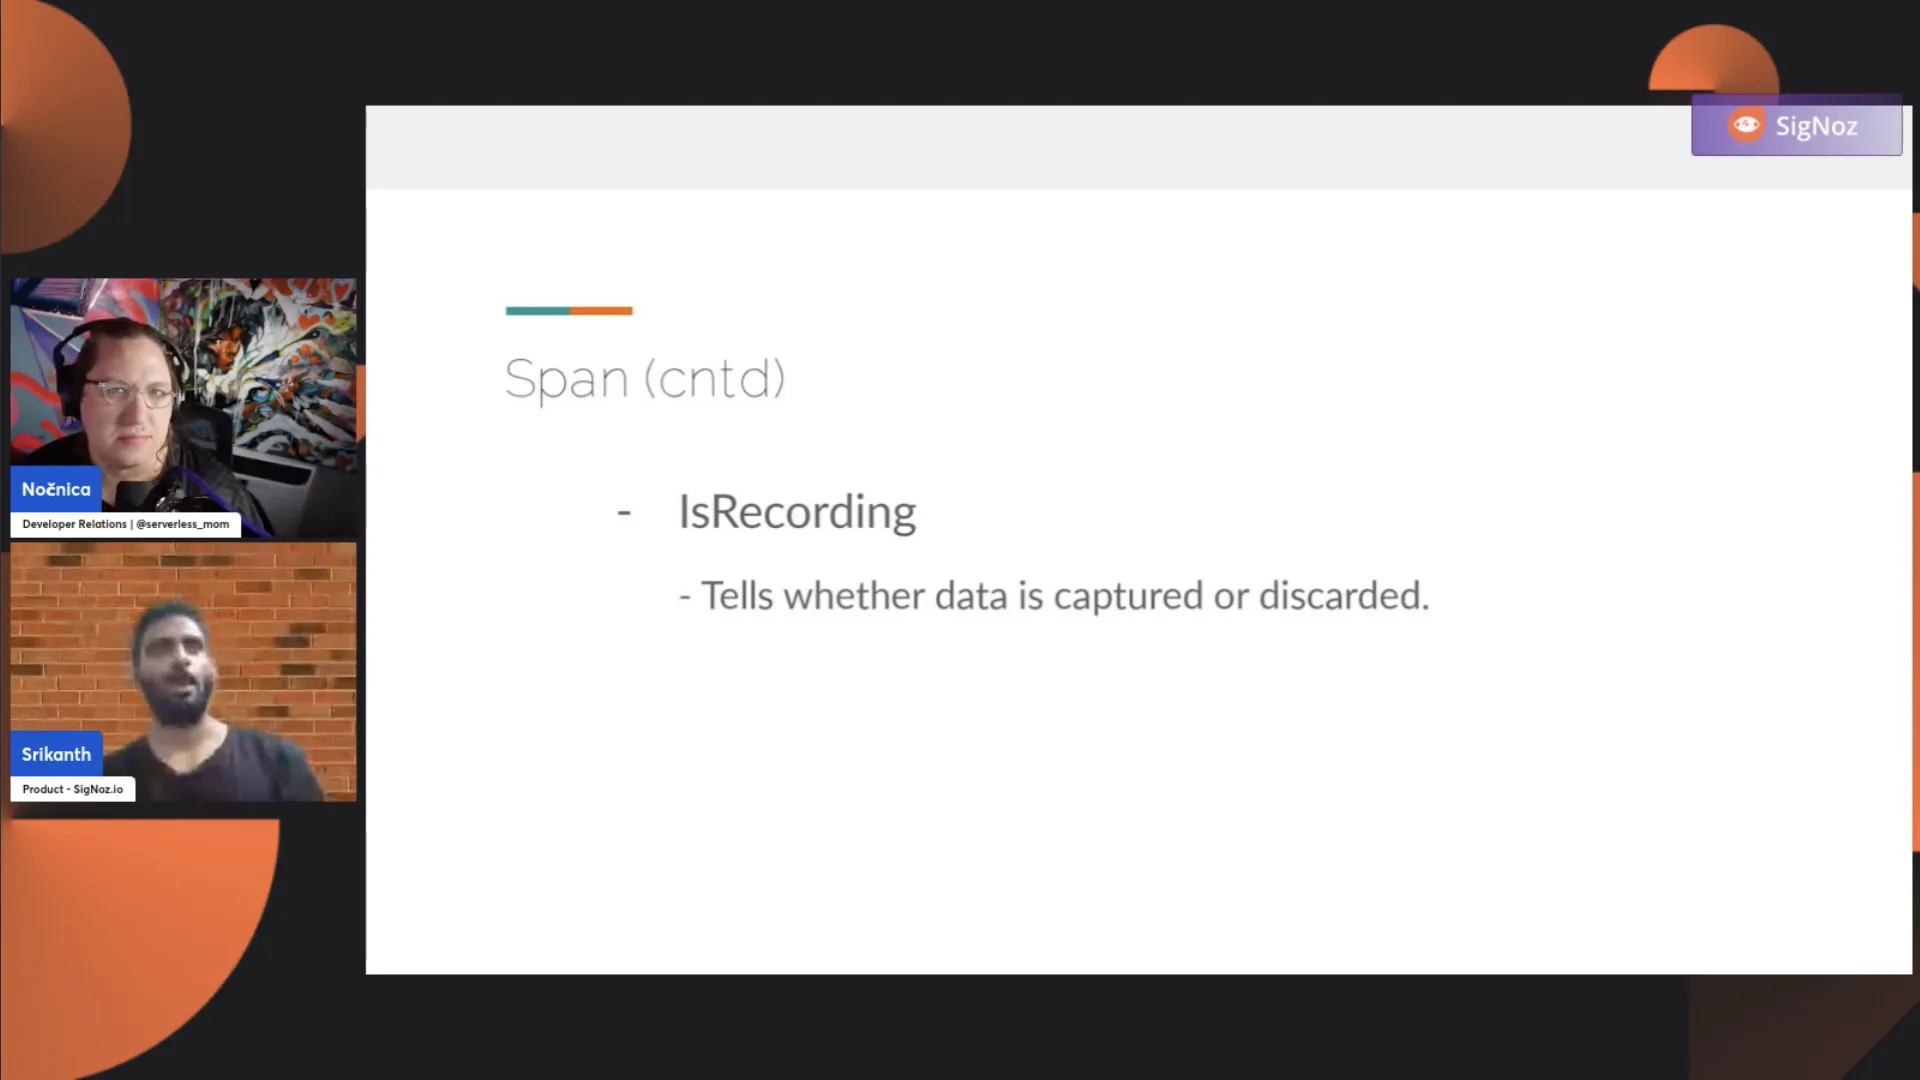 SigNoz
Span (cntd)
- IsRecording
- Tells whether data is captured or discarded.
Nočnica
Developer Relations | @serverless_mom
Srikanth
Product - SigNoz.io